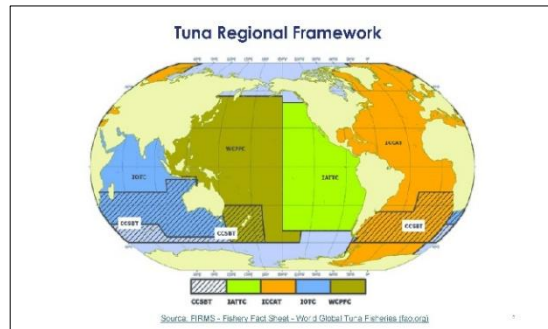 Tuna Regional Framework
WCPFC
ICCAT
IOTC
IATTC
CCSBT
CCSBT
CCSBT
CCSBT IATTC ICCAT IOTC WCPFC
Source: FIRMS - Fishery Fact Sheet - World Global Tuna Fisheries (fao.org)